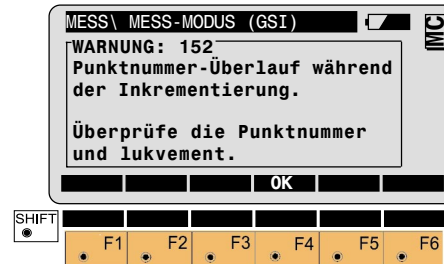 MESS\ MESS-MODUS (GSI)
MC
WARNUNG: 152
Punktnummer-Überlauf während
der Inkrementierung.
Überprüfe die Punktnummer
und lukvement.
OK
SHIFT
F1 F2 F3 F4 F5 F6